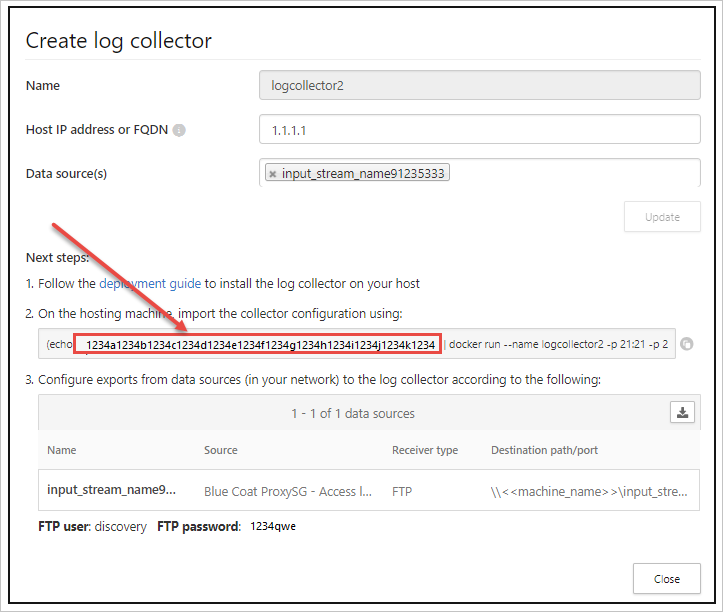 Create log collector
Name logcollector2
Host IP address or FQDN 1.1.1.1
Data source(s) input_stream_name91235333
Update
Next steps:
1. Follow the deployment guide to install the log collector on your host
2. On the hosting machine, import the collector configuration using:
(echo 1234a1234b1234c1234d1234e1234f1234g1234h1234i1234j1234k1234 | docker run --name logcollector2 -p 21:21 -p 2
3. Configure exports from data sources (in your network) to the log collector according to the following:
1 - 1 of 1 data sources
Name Source Receiver type Destination path/port
input_stream_name9... Blue Coat ProxySG - Access l... FTP \\<<machine_name>>\input_stre...
FTP user: discovery FTP password: 1234qwe
Close